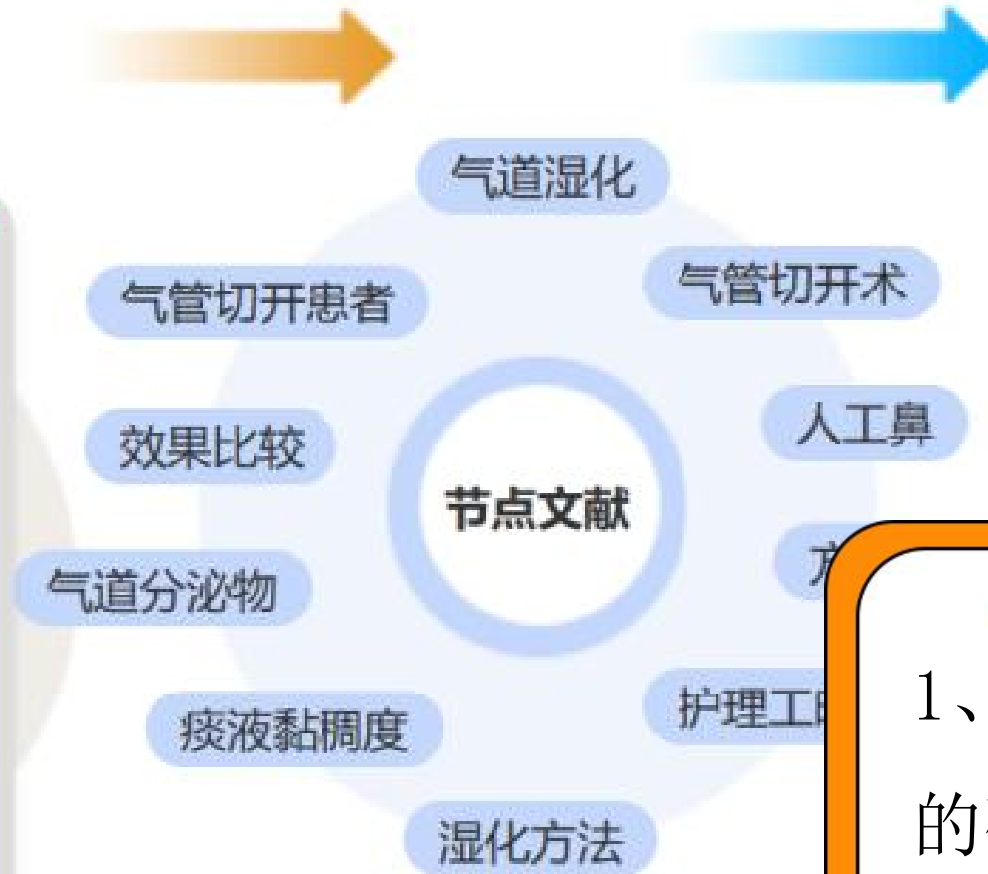 气道湿化
气管切开术
气管切开患者
人工鼻
效果比较
节点文献
气道分泌物
护理工
痰液黏稠度
1、
的
湿化方法